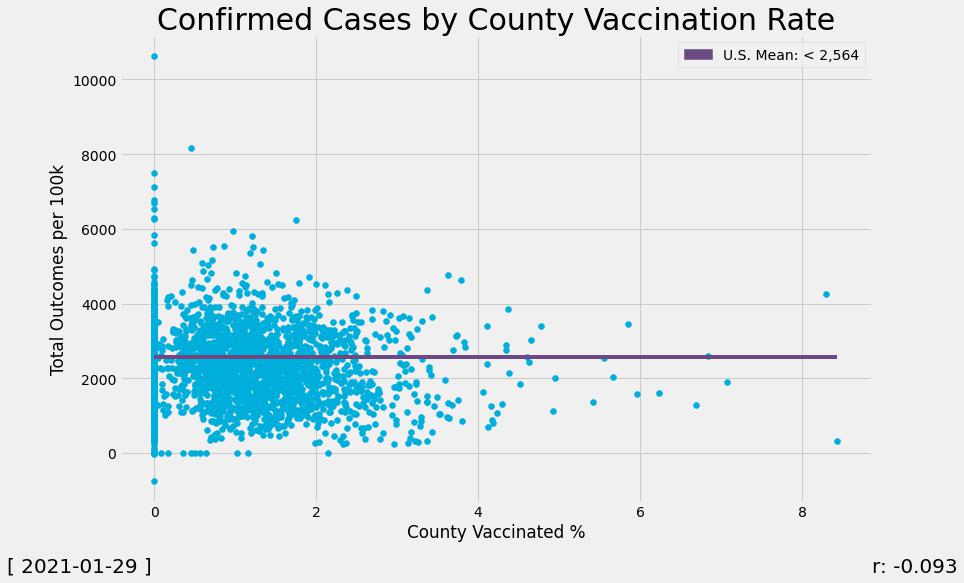 Confirmed Cases by County Vaccination Rate
U.S. Mean: < 2,564
Total Outcomes per 100k
10000
8000
6000
4000
2000
0
0 2 4 6 8
County Vaccinated %
[ 2021-01-29 ]
r: -0.093